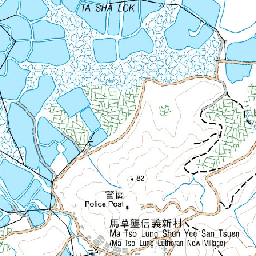 TA SHA LOK
82
警崗
Police Post
馬草壟信義新村
Ma Tso Lung Shun Yee San Tsuen
(Ma Tso Lung Lutheran New Village)